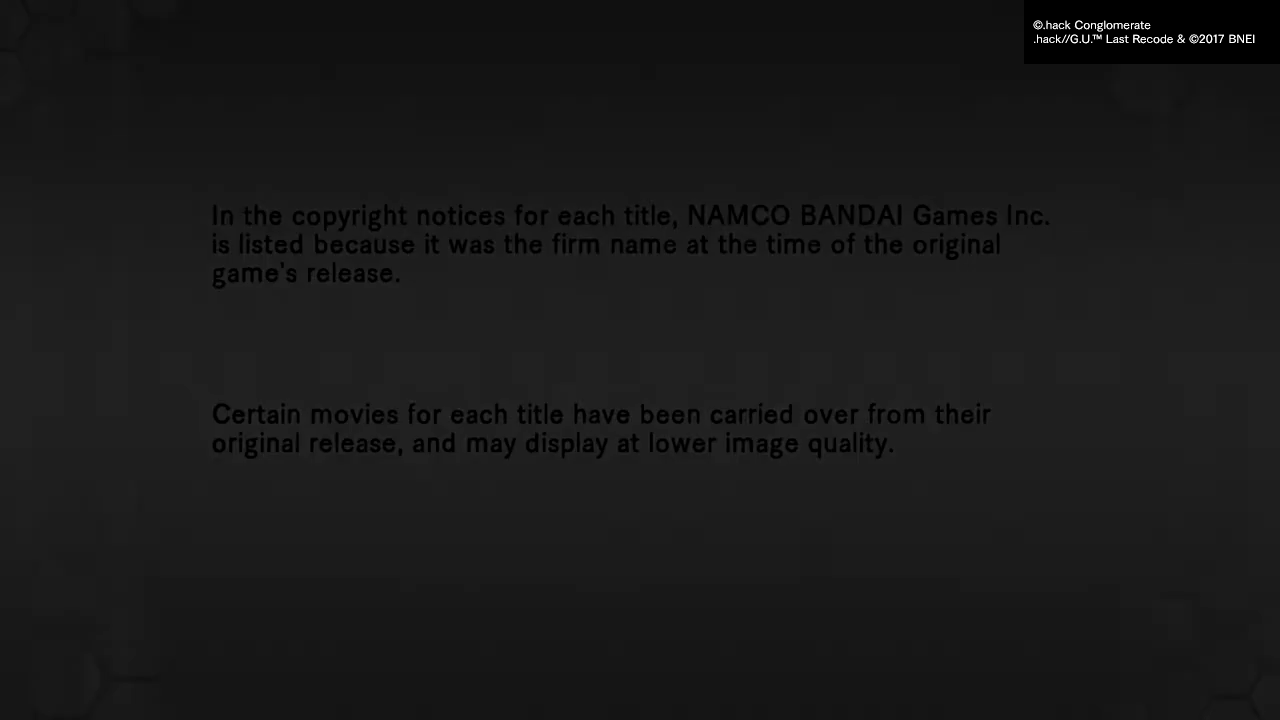 ©.hack Conglomerate
.hack//G.U.™ Last Recode & ©2017 BNEI
In the copyright notices for each title, NAMCO BANDAI Games Inc.
is listed because it was the firm name at the time of the original
game's release.
Certain movies for each title have been carried over from their
original release, and may display at lower image quality.